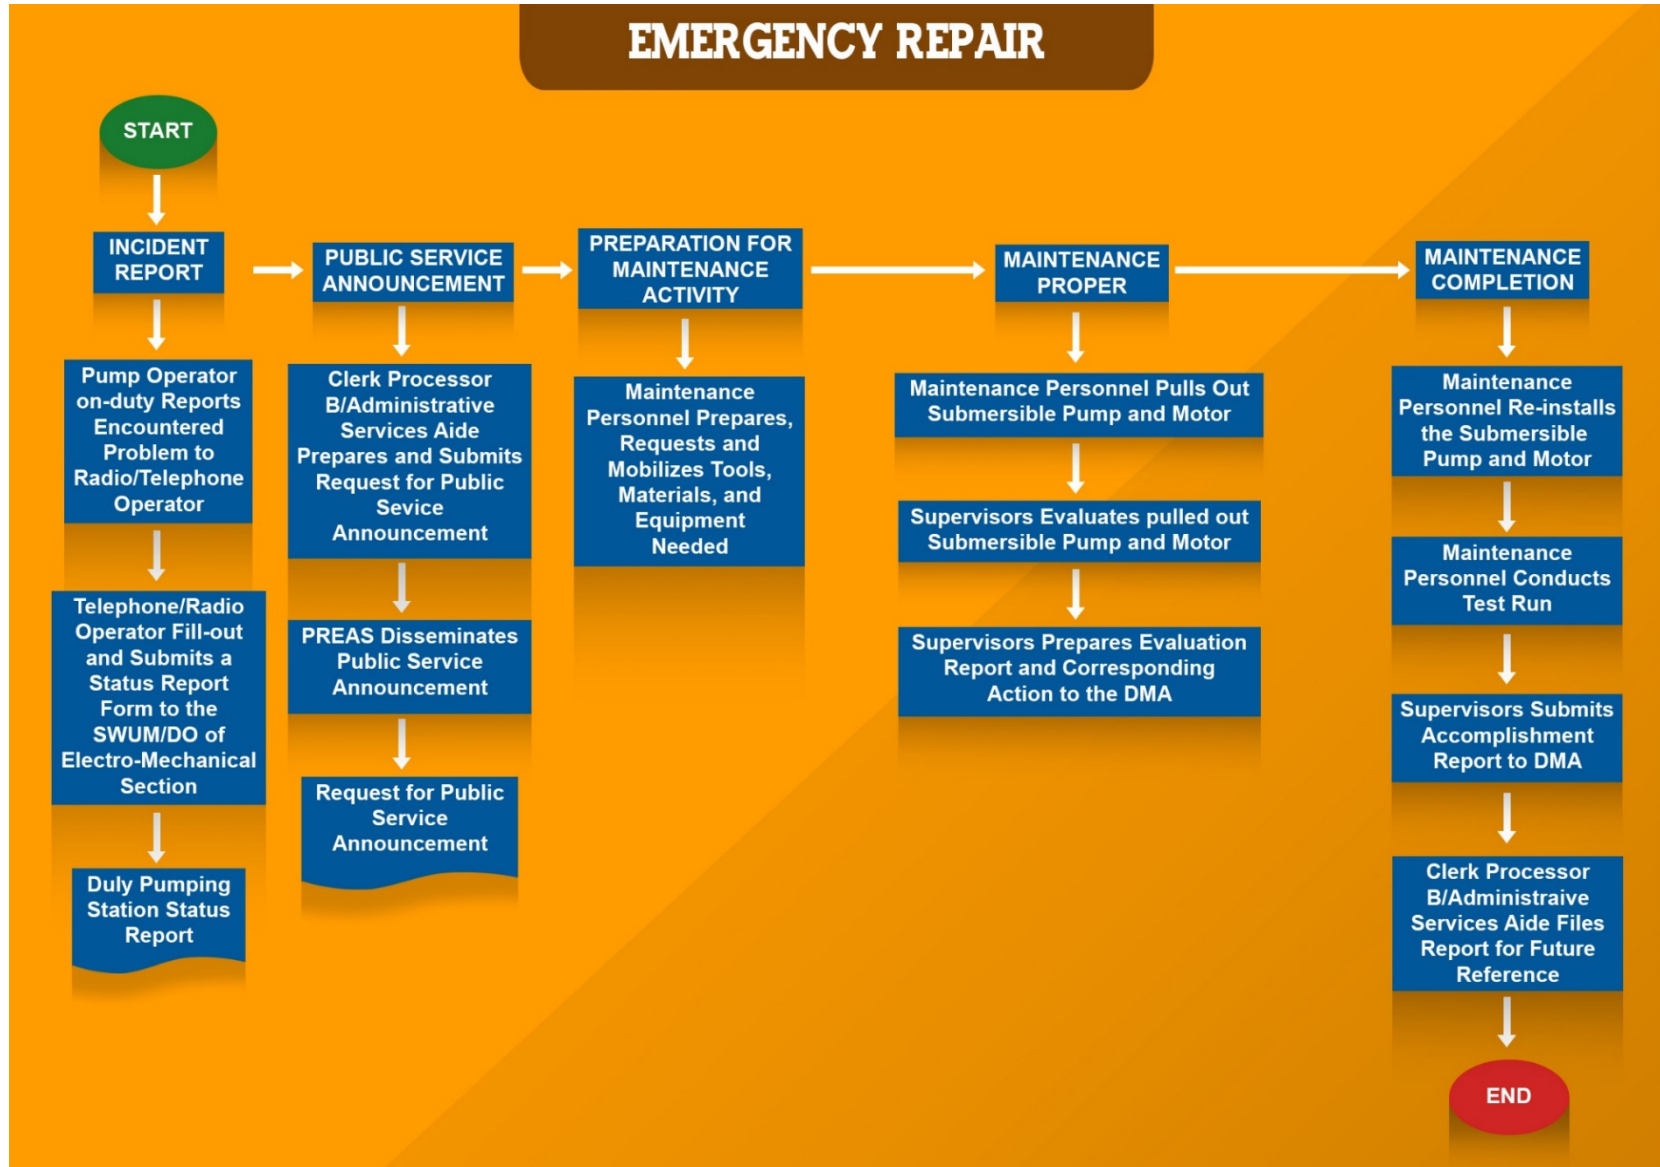 EMERGENCY REPAIR
START
INCIDENT
REPORT
Pump Operator
on-duty Reports
Encountered
Problem to
Radio/Telephone
Operator
Telephone/Radio
Operator Fill-out
and Submits a
Status Report
Form to the
SWUM/DO of
Electro-Mechanical
Section
Duly Pumping
Station Status
Report
PUBLIC SERVICE
ANNOUNCEMENT
Clerk Processor
B/Administrative
Services Aide
Prepares and Submits
Request for Public
Sevice
Announcement
PREAS Disseminates
Public Service
Announcement
Request for Public
Service
Announcement
PREPARATION FOR
MAINTENANCE
ACTIVITY
Maintenance
Personnel Prepares,
Requests and
Mobilizes Tools,
Materials, and
Equipment
Needed
MAINTENANCE
PROPER
Maintenance Personnel Pulls Out
Submersible Pump and Motor
Supervisors Evaluates pulled out
Submersible Pump and Motor
Supervisors Prepares Evaluation
Report and Corresponding
Action to the DMA
MAINTENANCE
COMPLETION
Maintenance
Personnel Re-installs
the Submersible
Pump and Motor
Maintenance
Personnel Conducts
Test Run
Supervisors Submits
Accomplishment
Report to DMA
Clerk Processor
B/Administraive
Services Aide Files
Report for Future
Reference
END